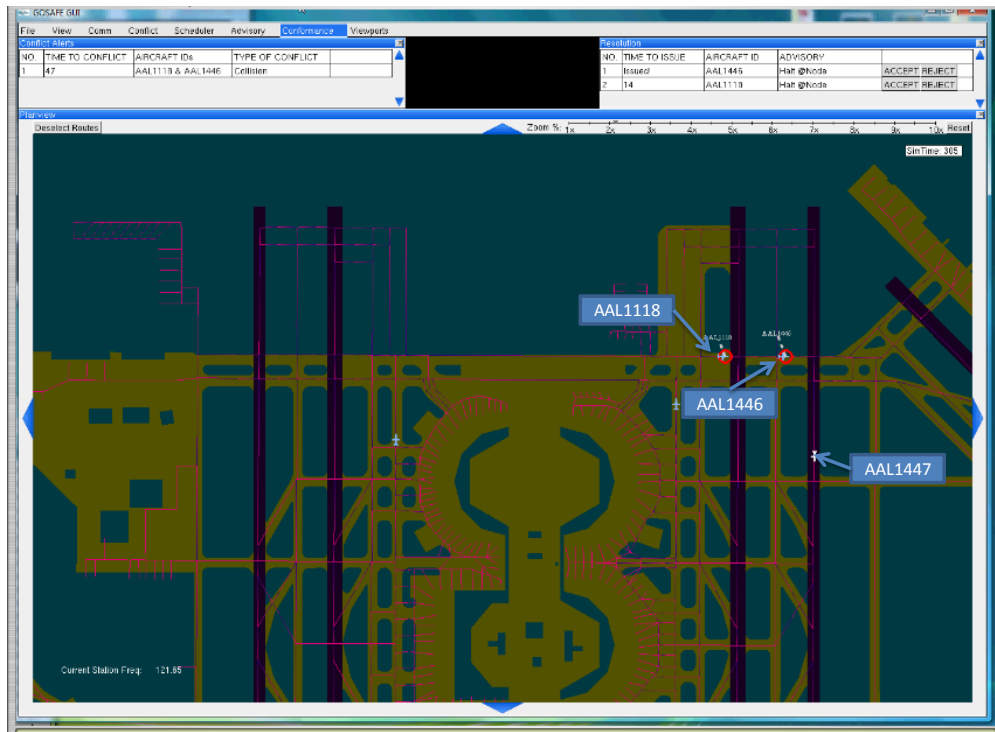 GOSAFE GUI
File View Comm Conflict Scheduler Advisory Conformance Viewports
Conflict Alerts
NO. TIME TO CONFLICT AIRCRAFT IDs TYPE OF CONFLICT
1 47 AAL1118 & AAL1446 Collision
Resolution
NO. TIME TO ISSUE AIRCRAFT ID ADVISORY
1 Issued AAL1446 Halt @Node ACCEPT REJECT
2 14 AAL1118 Halt @Node ACCEPT REJECT
Planview
Deselect Routes Zoom %: 1x 2x 3x 4x 5x 6x 7x 8x 9x 10x Reset
SimTime: 305
AAL1118
AAL1118 AAL1446
AAL1446
AAL1447
Current Station Freq: 121.65